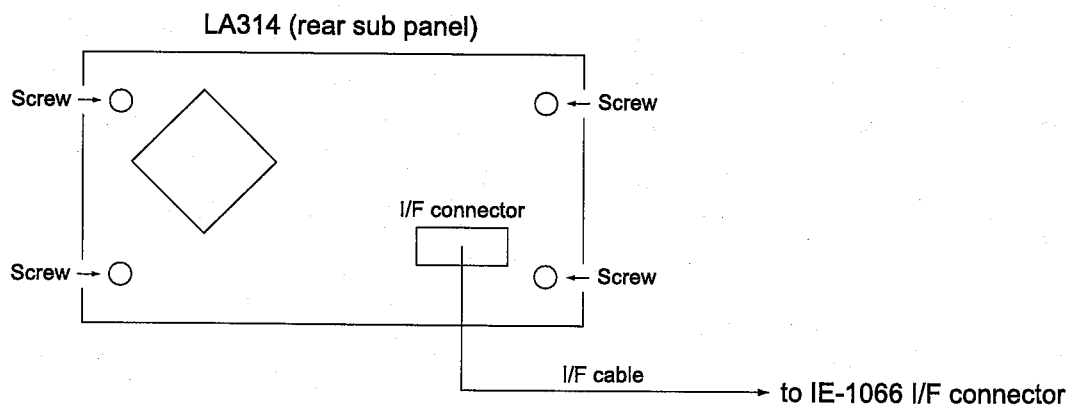 LA314 (rear sub panel)
Screw
Screw
I/F connector
Screw
Screw
I/F cable
to IE-1066 I/F connector